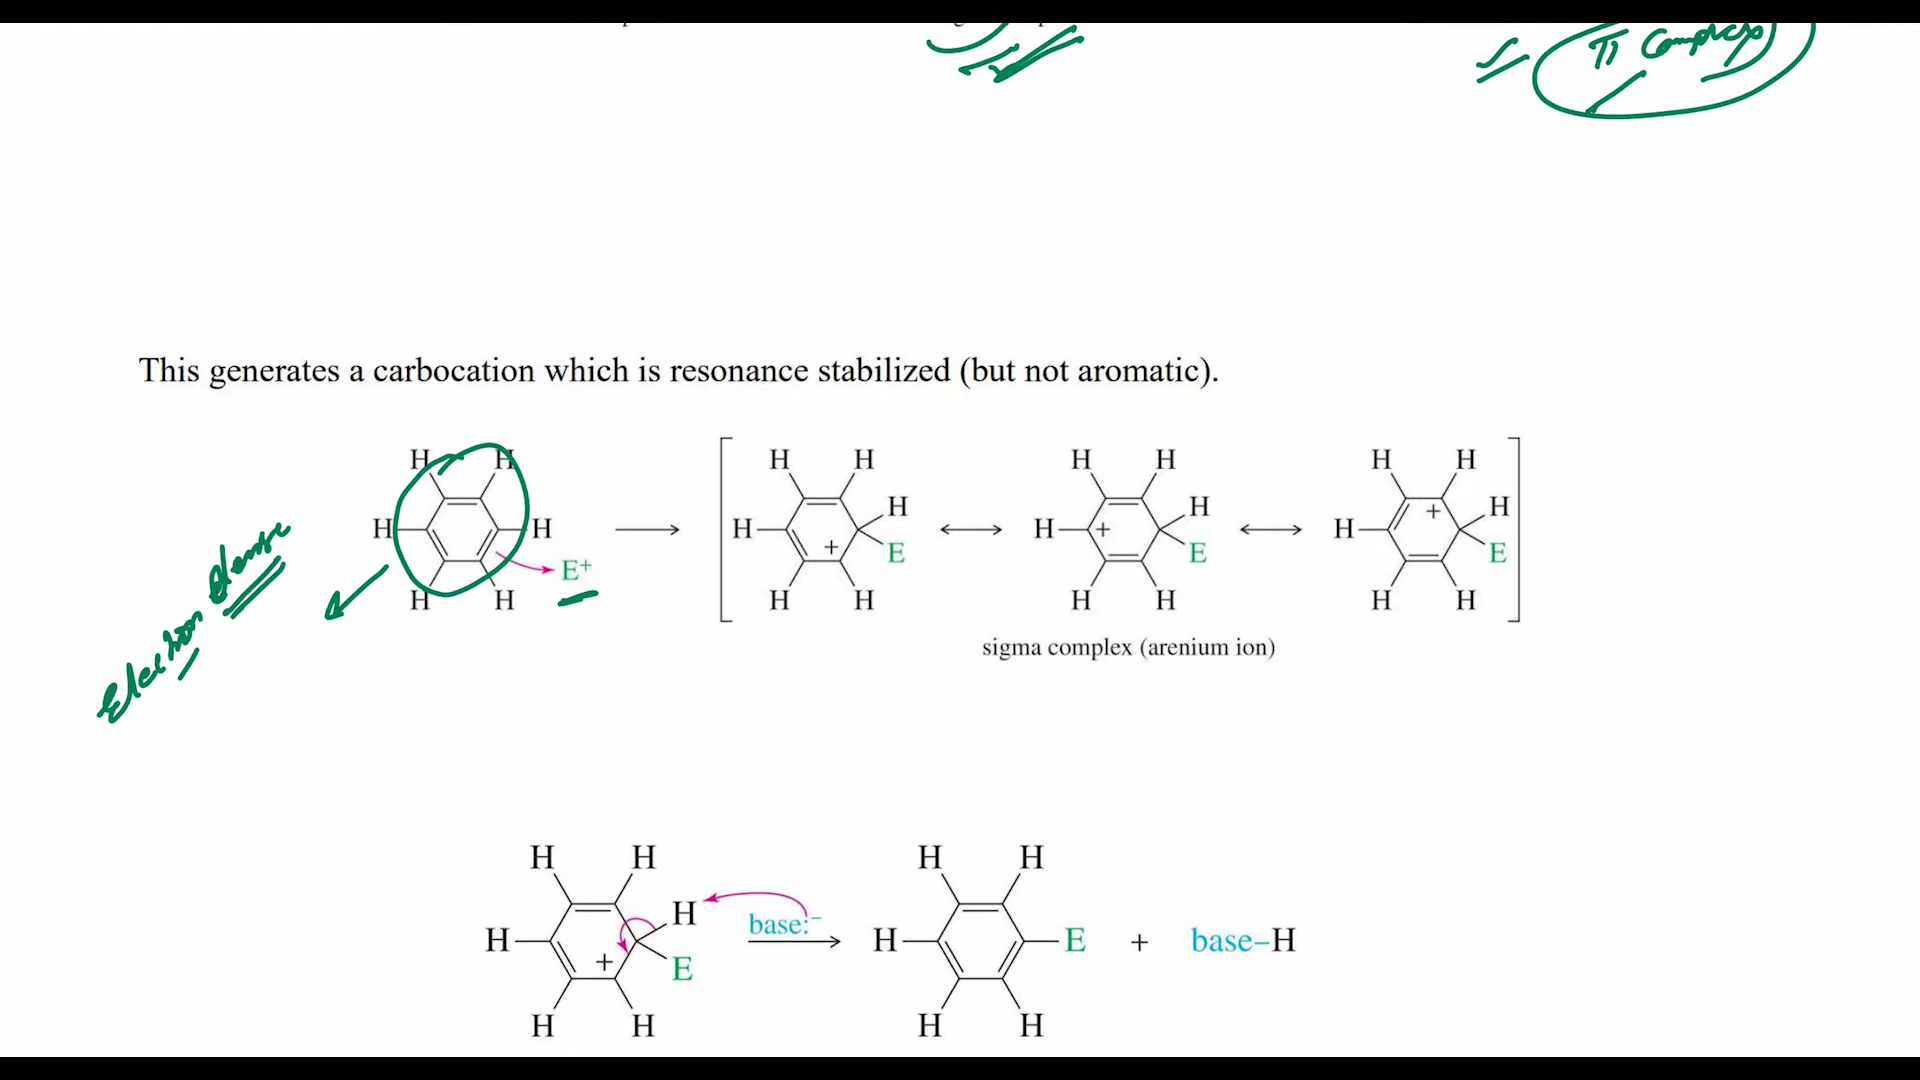 π Complex
This generates a carbocation which is resonance stabilized (but not aromatic).
H H H H H H H H
H H H H H H + H + H + H
E⁺ E E E
H H H H H H H H
sigma complex (arenium ion)
Electron dense
H H H H
H H base:⁻ H E + base–H
+ E
H H H H